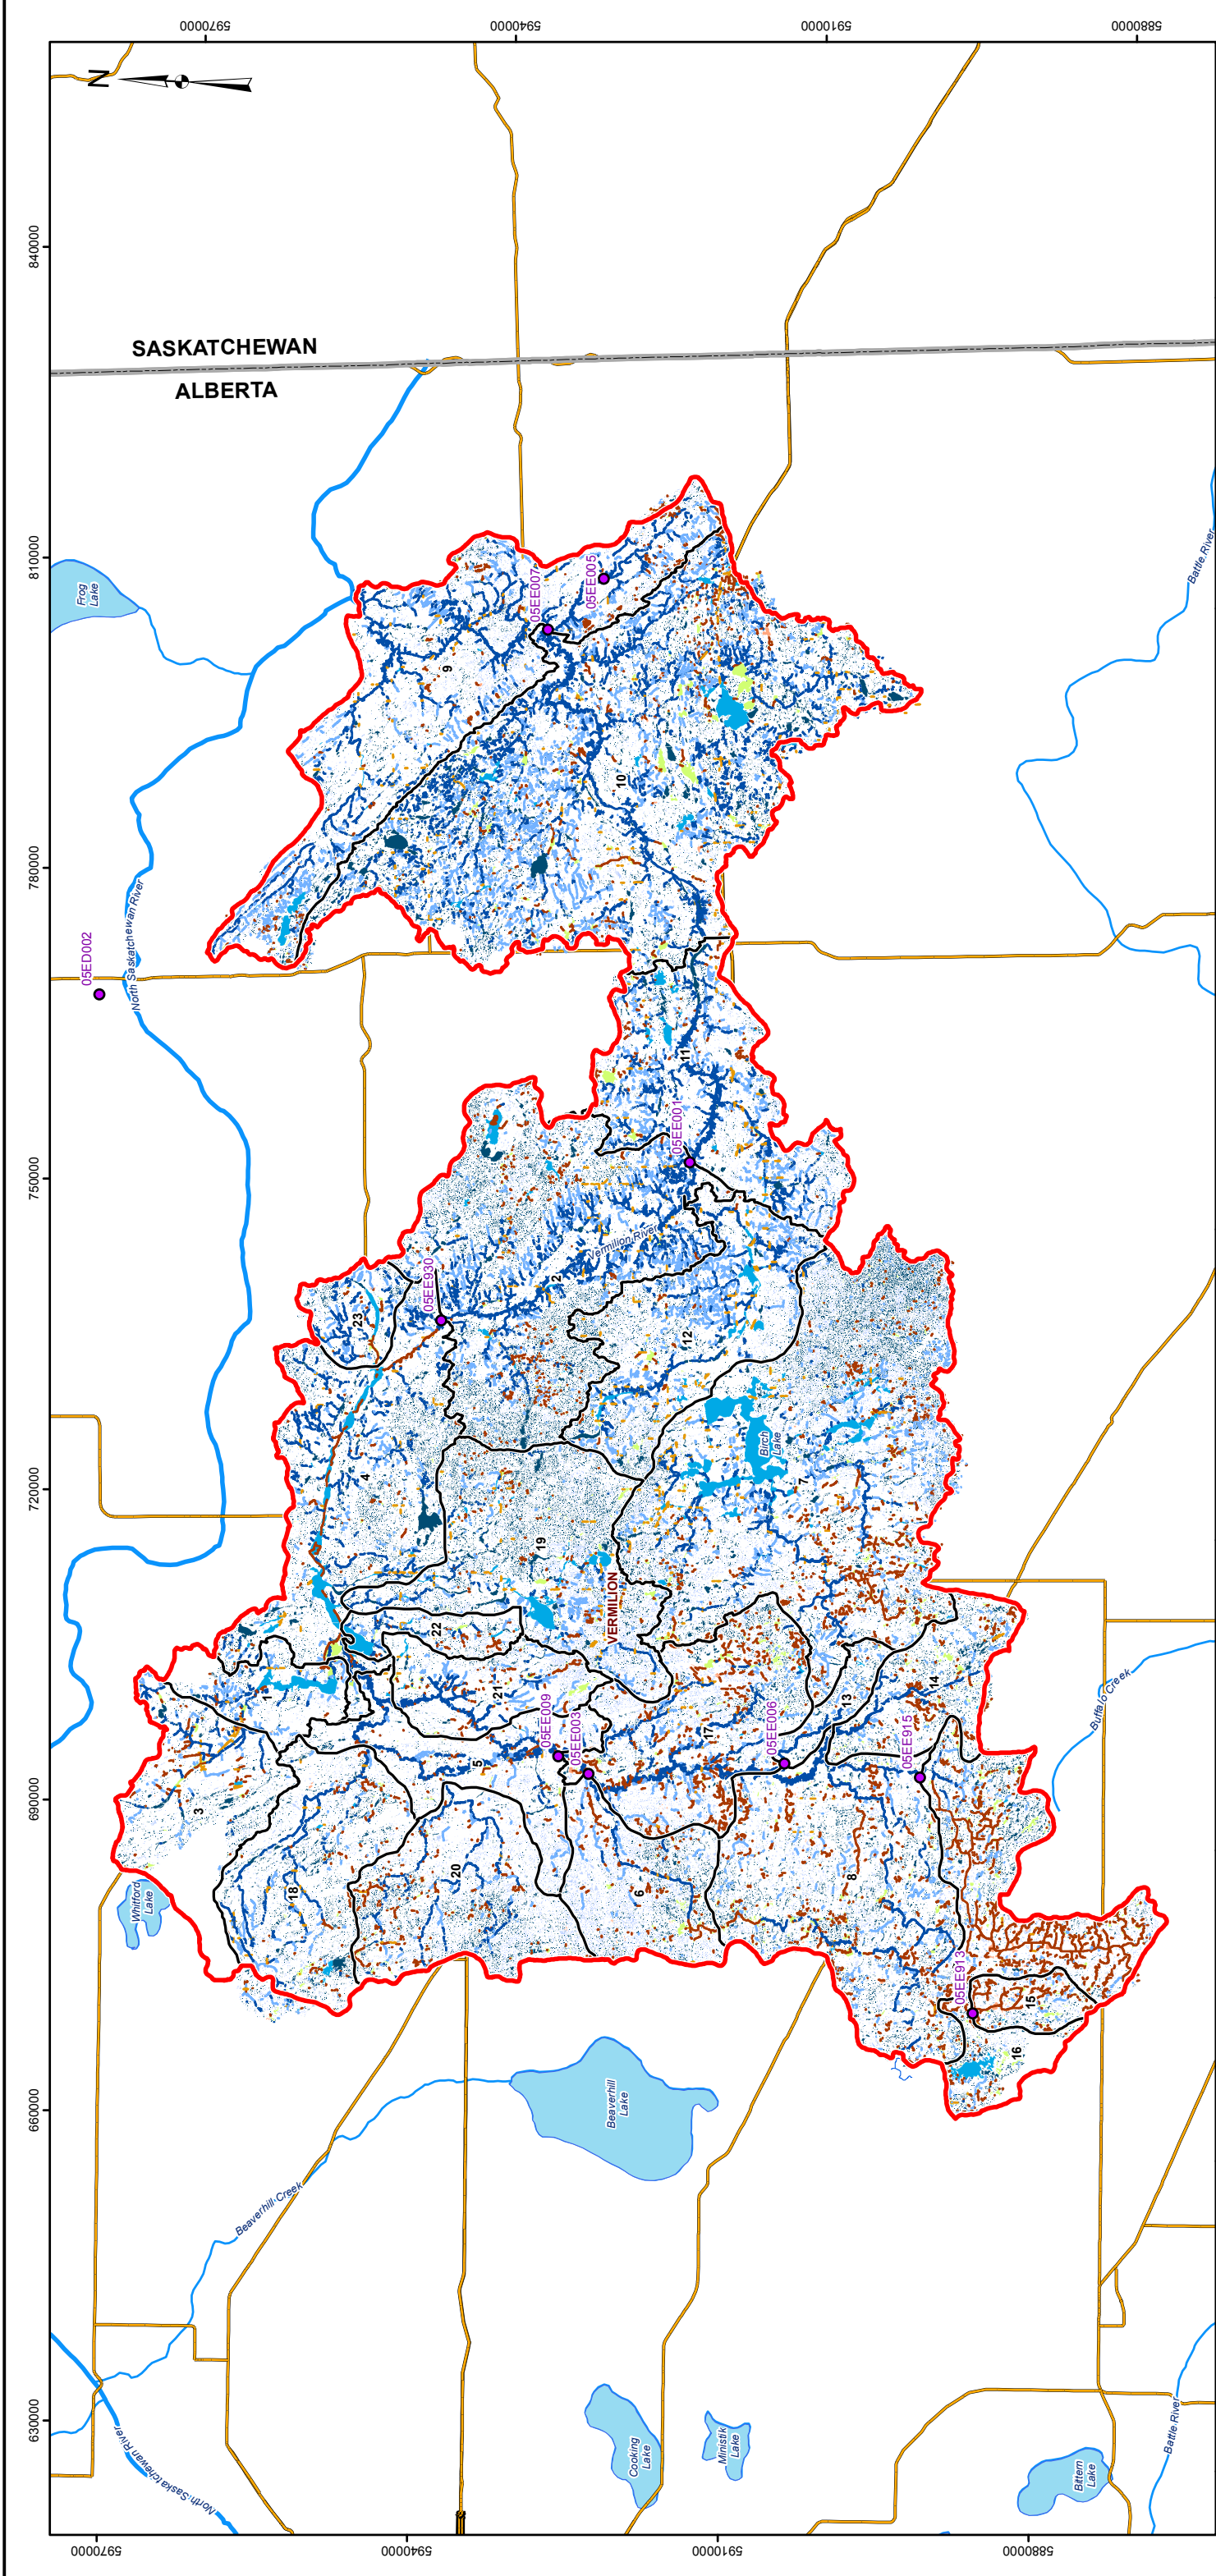 5970000
5940000
5910000
5880000
N
840000
810000
780000
750000
720000
690000
660000
630000
SASKATCHEWAN
ALBERTA
Frog
Lake
Battle River
05EE007
05EE005
9
10
05ED002
North Saskatchewan River
11
05EE001
Vermilion River
05EE930
2
23
12
Birch
Lake
4
7
19
VERMILION
22
1
21
17
13
14
Buffalo Creek
05EE009
05EE003
05EE006
05EE915
5
3
Whitford
Lake
18
20
6
8
05EE913
15
16
Beaverhill
Lake
Beaverhill Creek
North Saskatchewan River
Cooking
Lake
Ministik
Lake
Bittern
Lake
Battle River
5970000
5940000
5910000
5880000